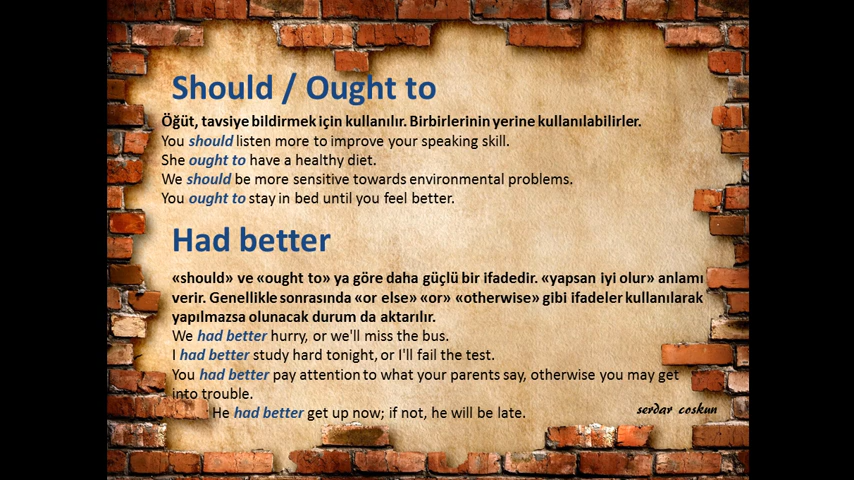 Should / Ought to
Öğüt, tavsiye bildirmek için kullanılır. Birbirlerinin yerine kullanılabilirler.
You should listen more to improve your speaking skill.
She ought to have a healthy diet.
We should be more sensitive towards environmental problems.
You ought to stay in bed until you feel better.
Had better
«should» ve «ought to» ya göre daha güçlü bir ifadedir. «yapsan iyi olur» anlamı
verir. Genellikle sonrasında «or else» «or» «otherwise» gibi ifadeler kullanılarak
yapılmazsa olunacak durum da aktarılır.
We had better hurry, or we'll miss the bus.
I had better study hard tonight, or I'll fail the test.
You had better pay attention to what your parents say, otherwise you may get
into trouble.
He had better get up now; if not, he will be late.
serdar coskun